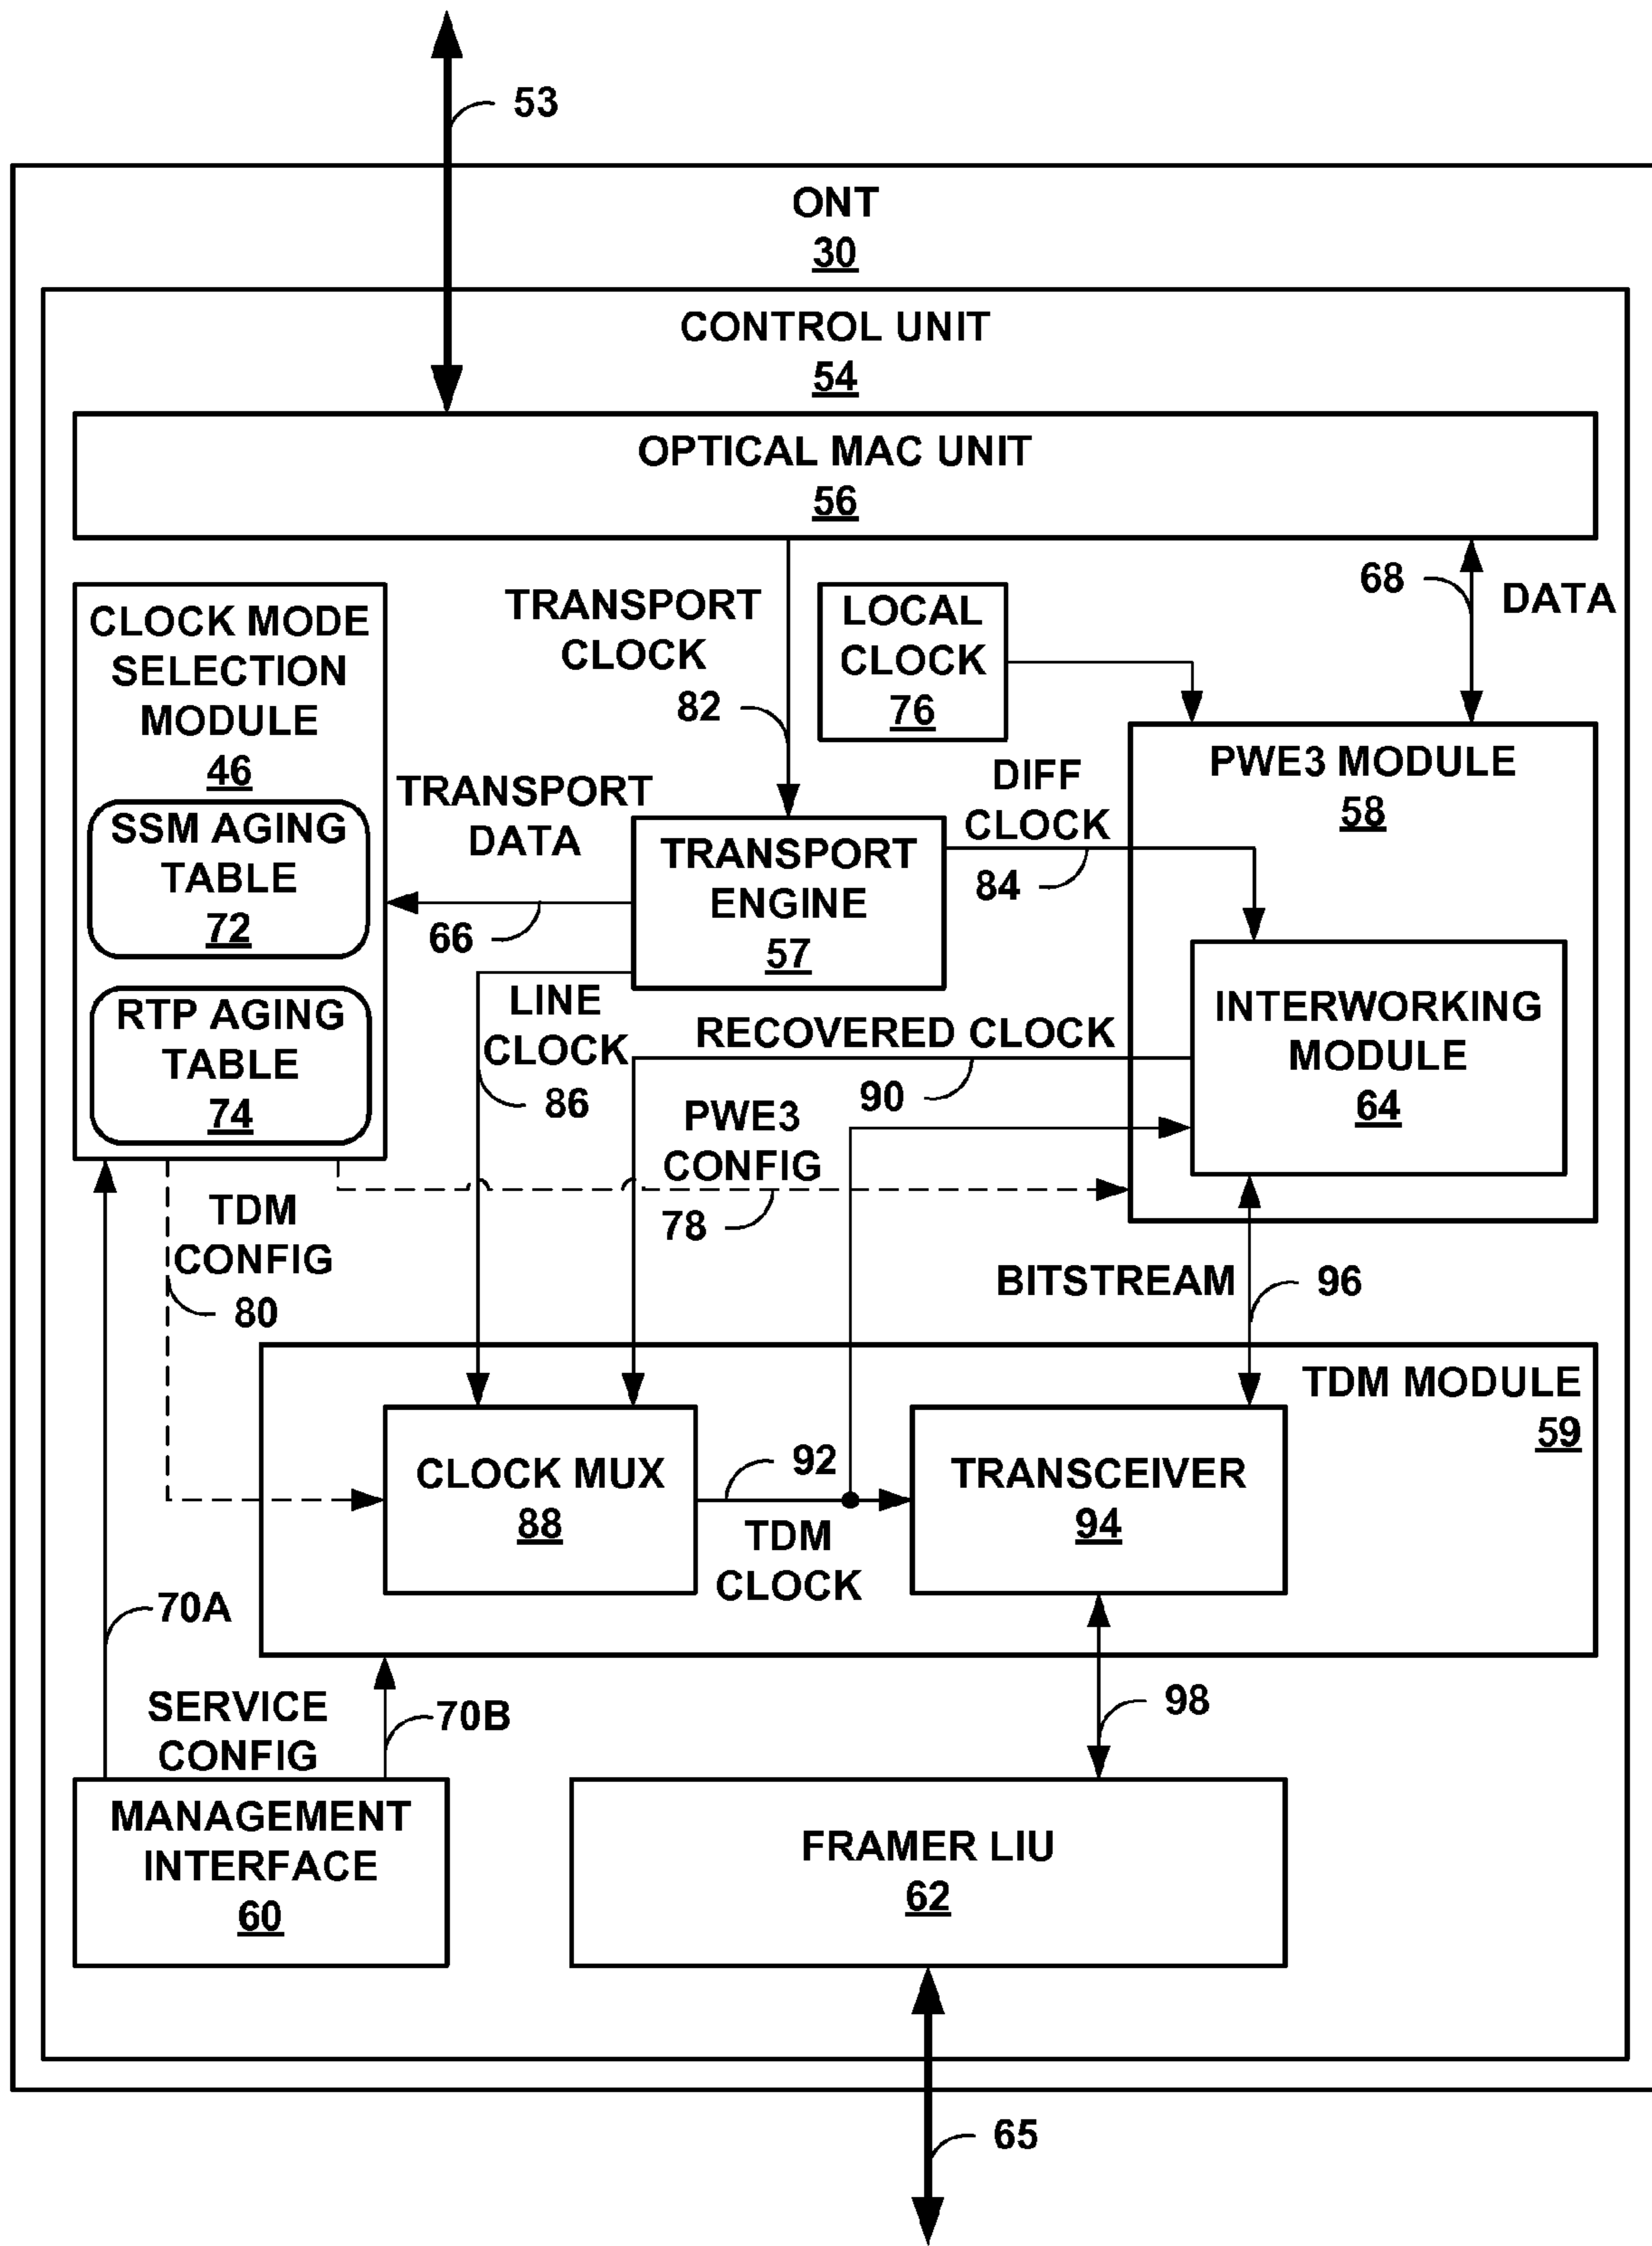 53
ONT
30
CONTROL UNIT
54
OPTICAL MAC UNIT
56
CLOCK MODE
SELECTION
MODULE
46
SSM AGING
TABLE
72
RTP AGING
TABLE
74
TRANSPORT
CLOCK
82
LOCAL
CLOCK
76
68
DATA
PWE3 MODULE
58
TRANSPORT
DATA
66
TRANSPORT
ENGINE
57
DIFF
CLOCK
84
INTERWORKING
MODULE
64
LINE
CLOCK
86
RECOVERED CLOCK
90
PWE3
CONFIG
78
TDM
CONFIG
80
BITSTREAM
96
TDM MODULE
59
CLOCK MUX
88
92
TDM
CLOCK
TRANSCEIVER
94
70A
SERVICE
CONFIG
70B
98
MANAGEMENT
INTERFACE
60
FRAMER LIU
62
65